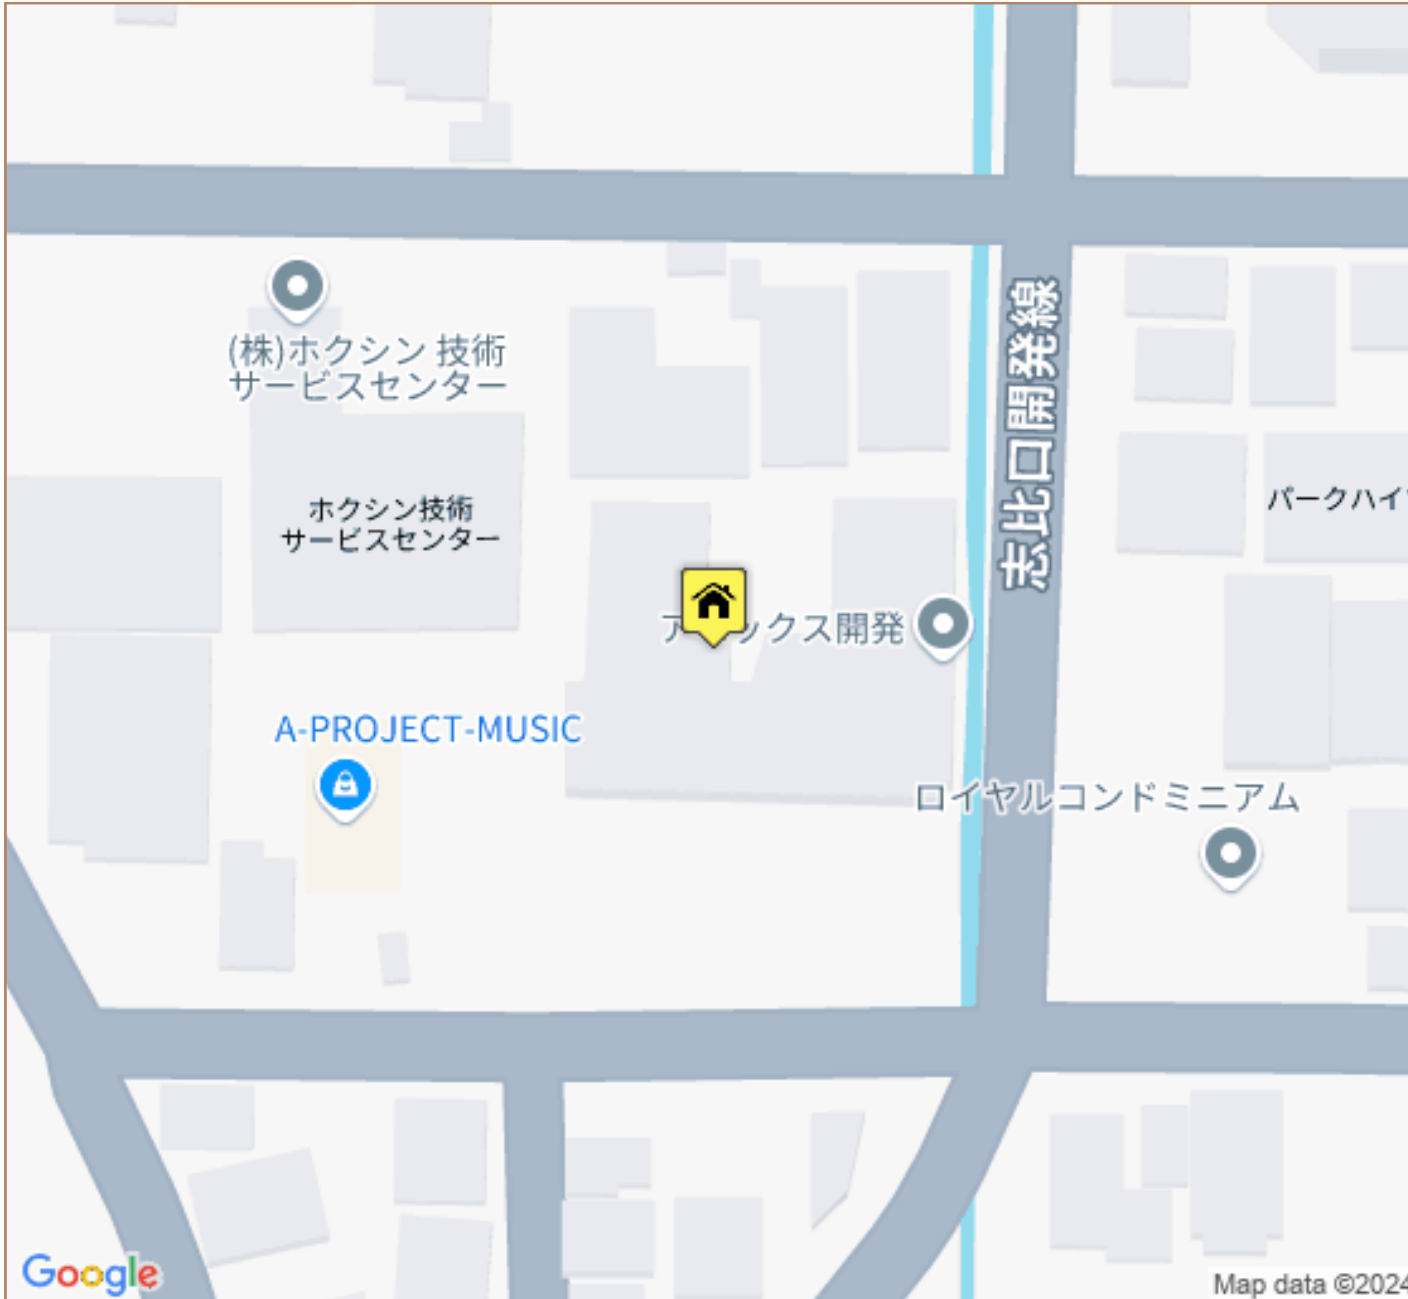 (株)ホクシン 技術
サービスセンター
志比口開発線
ホクシン技術
サービスセンター
パークハイ
ックス開発
A-PROJECT-MUSIC
ロイヤルコンドミニアム
Google
Map data ©2024